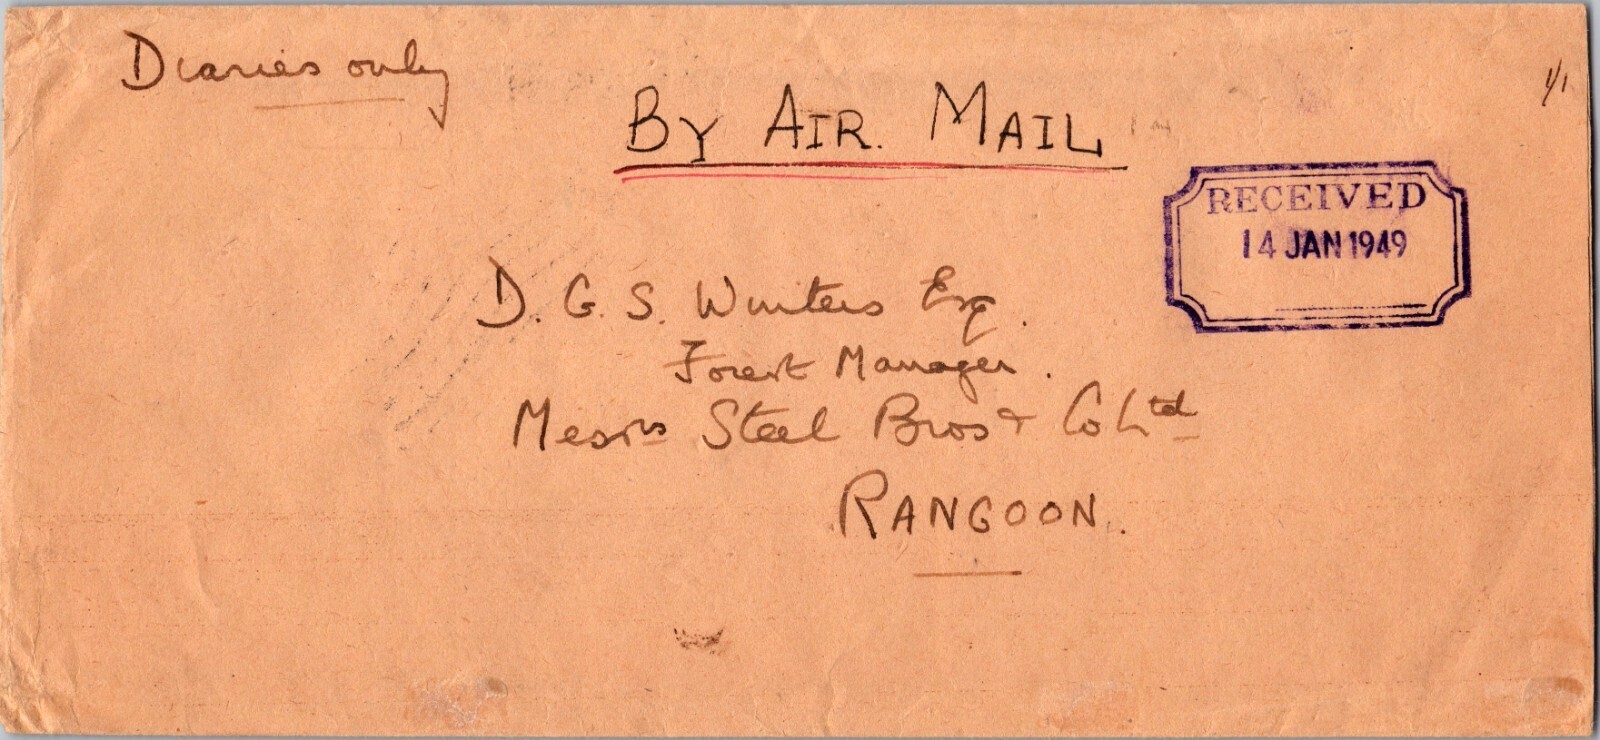 Diaries only
1/1
By Air. Mail
RECEIVED
14 JAN 1949
D. G. S. Winters Esq.
Forest Manager.
Messrs Steel Bros & Co Ltd
RANGOON.